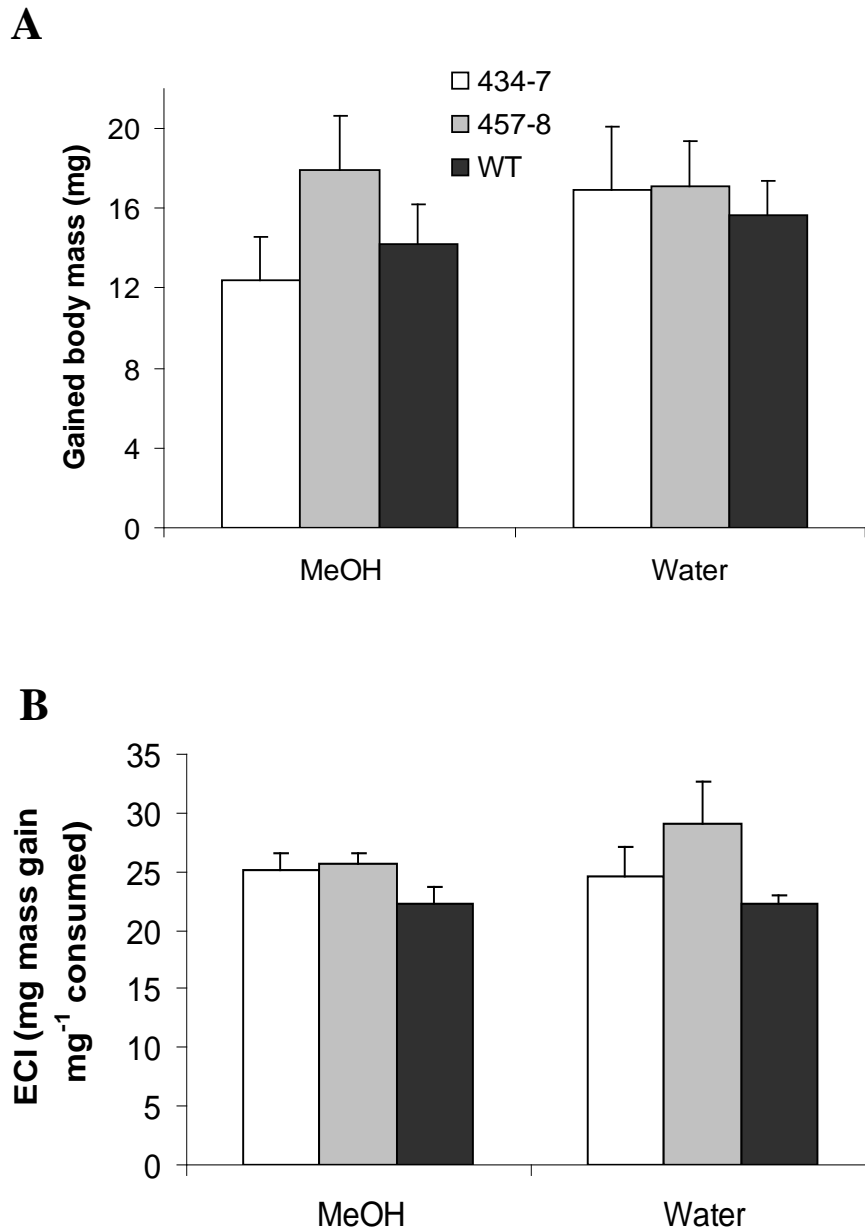 A
434-7
457-8
WT
20
16
12
8
4
0
Gained body mass (mg)
MeOH Water
B
35
30
25
20
15
10
5
0
ECI (mg mass gain
mg⁻¹ consumed)
MeOH Water